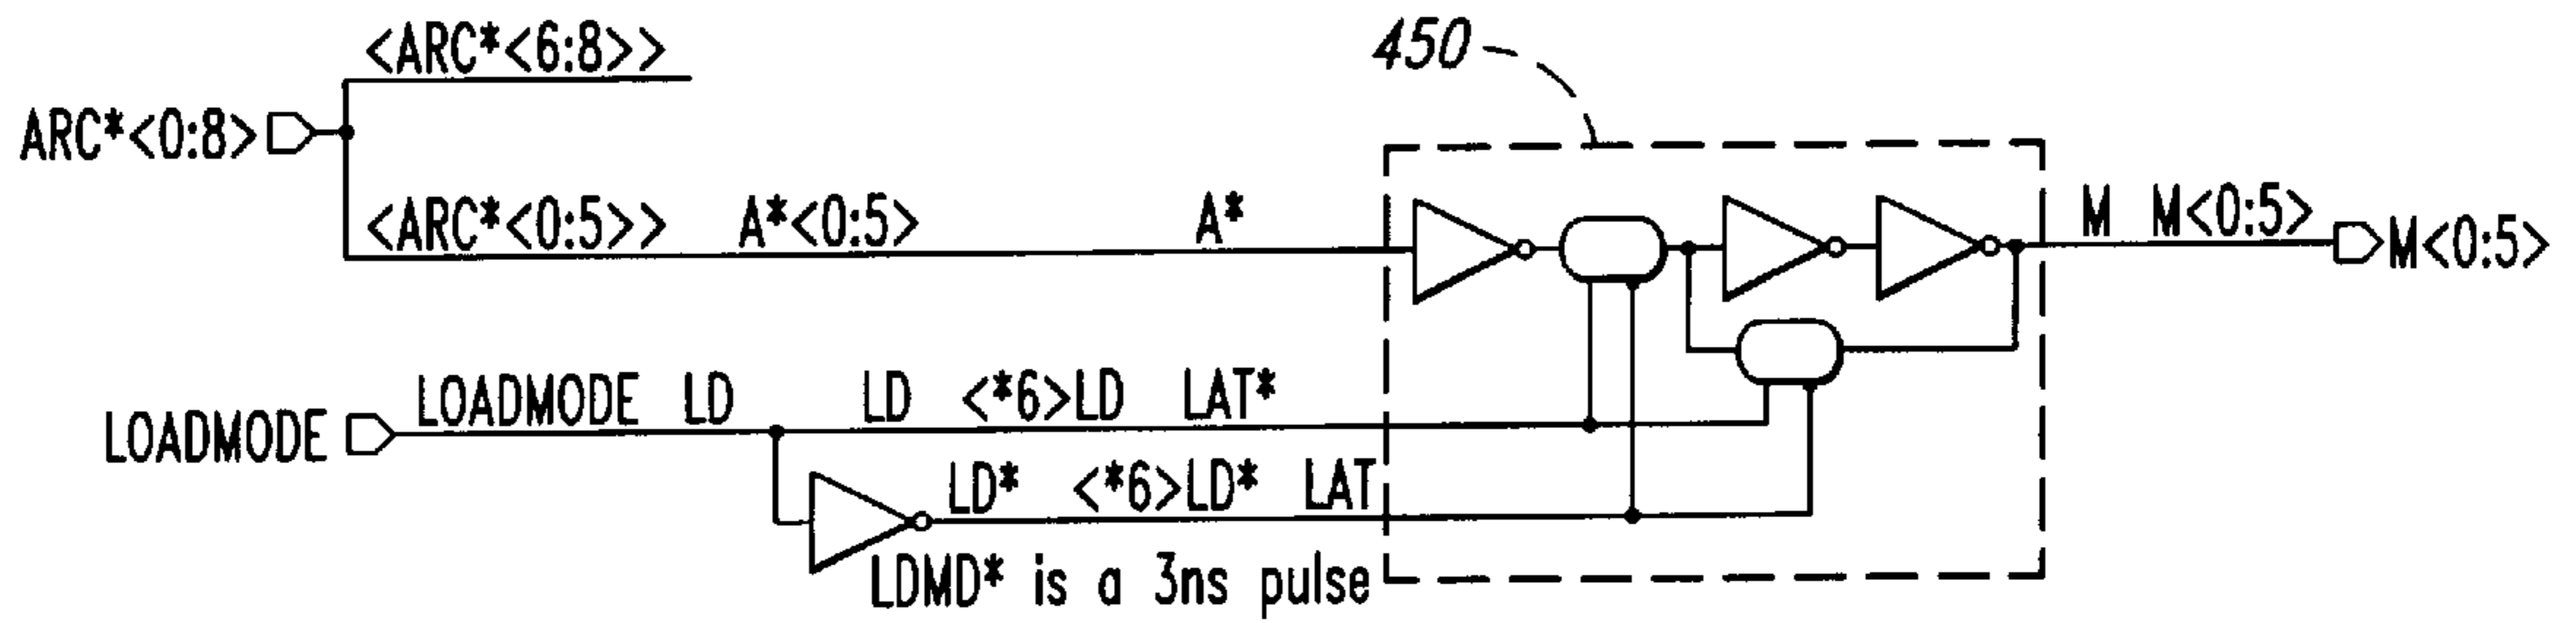 <ARC*<6:8>>
450
ARC*<0:8>
<ARC*<0:5>> A*<0:5> A*
M M<0:5>
M<0:5>
LOADMODE LD LD <*6>LD LAT*
LOADMODE
LD* <*6>LD* LAT
LDMD* is a 3ns pulse